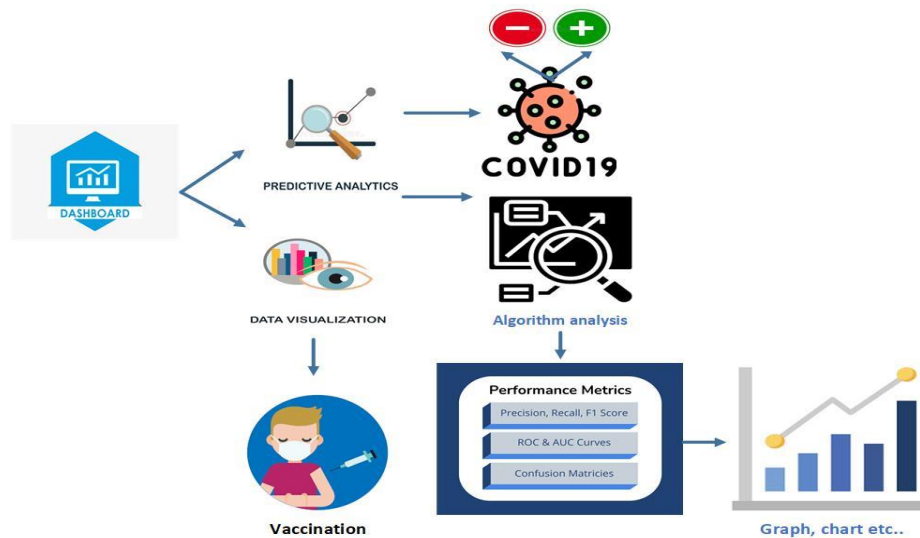 COVID19
PREDICTIVE ANALYTICS
DASHBOARD
DATA VISUALIZATION
Algorithm analysis
Performance Metrics
Precision, Recall, F1 Score
ROC & AUC Curves
Confusion Matricies
Vaccination
Graph, chart etc..